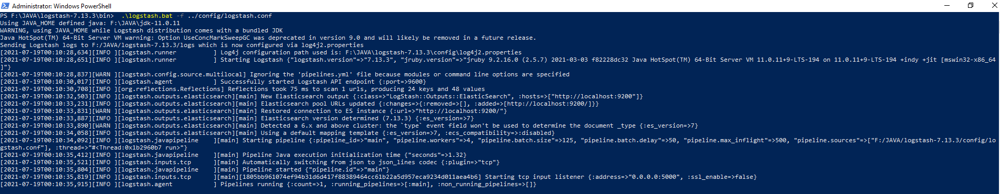 Administrator: Windows PowerShell
PS F:\JAVA\logstash-7.13.3\bin>  .\logstash.bat -f ../config/logstash.conf
Using JAVA_HOME defined java: F:\JAVA\jdk-11.0.11
WARNING, using JAVA_HOME while Logstash distribution comes with a bundled JDK
Java HotSpot(TM) 64-Bit Server VM warning: Option UseConcMarkSweepGC was deprecated in version 9.0 and will likely be removed in a future release.
Sending Logstash logs to F:/JAVA/logstash-7.13.3/logs which is now configured via log4j2.properties
[2021-07-19T00:10:28,634][INFO ][logstash.runner          ] Log4j configuration path used is: F:\JAVA\logstash-7.13.3\config\log4j2.properties
[2021-07-19T00:10:28,651][INFO ][logstash.runner          ] Starting Logstash {"logstash.version"=>"7.13.3", "jruby.version"=>"jruby 9.2.16.0 (2.5.7) 2021-03-03 f82228dc32 Java HotSpot(TM) 64-Bit Server VM 11.0.11+9-LTS-194 on 11.0.11+9-LTS-194 +indy +jit [mswin32-x86_64
]"}
[2021-07-19T00:10:28,837][WARN ][logstash.config.source.multilocal] Ignoring the 'pipelines.yml' file because modules or command line options are specified
[2021-07-19T00:10:30,017][INFO ][logstash.agent           ] Successfully started Logstash API endpoint {:port=>9600}
[2021-07-19T00:10:30,708][INFO ][org.reflections.Reflections] Reflections took 75 ms to scan 1 urls, producing 24 keys and 48 values
[2021-07-19T00:10:32,503][INFO ][logstash.outputs.elasticsearch][main] New Elasticsearch output {:class=>"LogStash::Outputs::ElasticSearch", :hosts=>["http://localhost:9200"]}
[2021-07-19T00:10:33,231][INFO ][logstash.outputs.elasticsearch][main] Elasticsearch pool URLs updated {:changes=>{:removed=>[], :added=>[http://localhost:9200/]}}
[2021-07-19T00:10:33,831][WARN ][logstash.outputs.elasticsearch][main] Restored connection to ES instance {:url=>"http://localhost:9200/"}
[2021-07-19T00:10:33,887][INFO ][logstash.outputs.elasticsearch][main] Elasticsearch version determined (7.13.3) {:es_version=>7}
[2021-07-19T00:10:33,890][WARN ][logstash.outputs.elasticsearch][main] Detected a 6.x and above cluster: the `type` event field won't be used to determine the document _type {:es_version=>7}
[2021-07-19T00:10:34,058][INFO ][logstash.outputs.elasticsearch][main] Using a default mapping template {:es_version=>7, :ecs_compatibility=>:disabled}
[2021-07-19T00:10:34,092][INFO ][logstash.javapipeline    ][main] Starting pipeline {:pipeline_id=>"main", "pipeline.workers"=>4, "pipeline.batch.size"=>125, "pipeline.batch.delay"=>50, "pipeline.max_inflight"=>500, "pipeline.sources"=>["F:/JAVA/logstash-7.13.3/config/lo
gstash.conf"], :thread=>"#<Thread:0x1b2960b7 run>"}
[2021-07-19T00:10:35,412][INFO ][logstash.javapipeline    ][main] Pipeline Java execution initialization time {"seconds"=>1.32}
[2021-07-19T00:10:35,521][INFO ][logstash.inputs.tcp      ][main] Automatically switching from json to json_lines codec {:plugin=>"tcp"}
[2021-07-19T00:10:35,804][INFO ][logstash.javapipeline    ][main] Pipeline started {"pipeline.id"=>"main"}
[2021-07-19T00:10:35,819][INFO ][logstash.inputs.tcp      ][main][1805bb961074ef94b31d6d417f88389464cc61b22a5d957eca9234d011aea4b6] Starting tcp input listener {:address=>"0.0.0.0:5000", :ssl_enable=>false}
[2021-07-19T00:10:35,915][INFO ][logstash.agent           ] Pipelines running {:count=>1, :running_pipelines=>[:main], :non_running_pipelines=>[]}